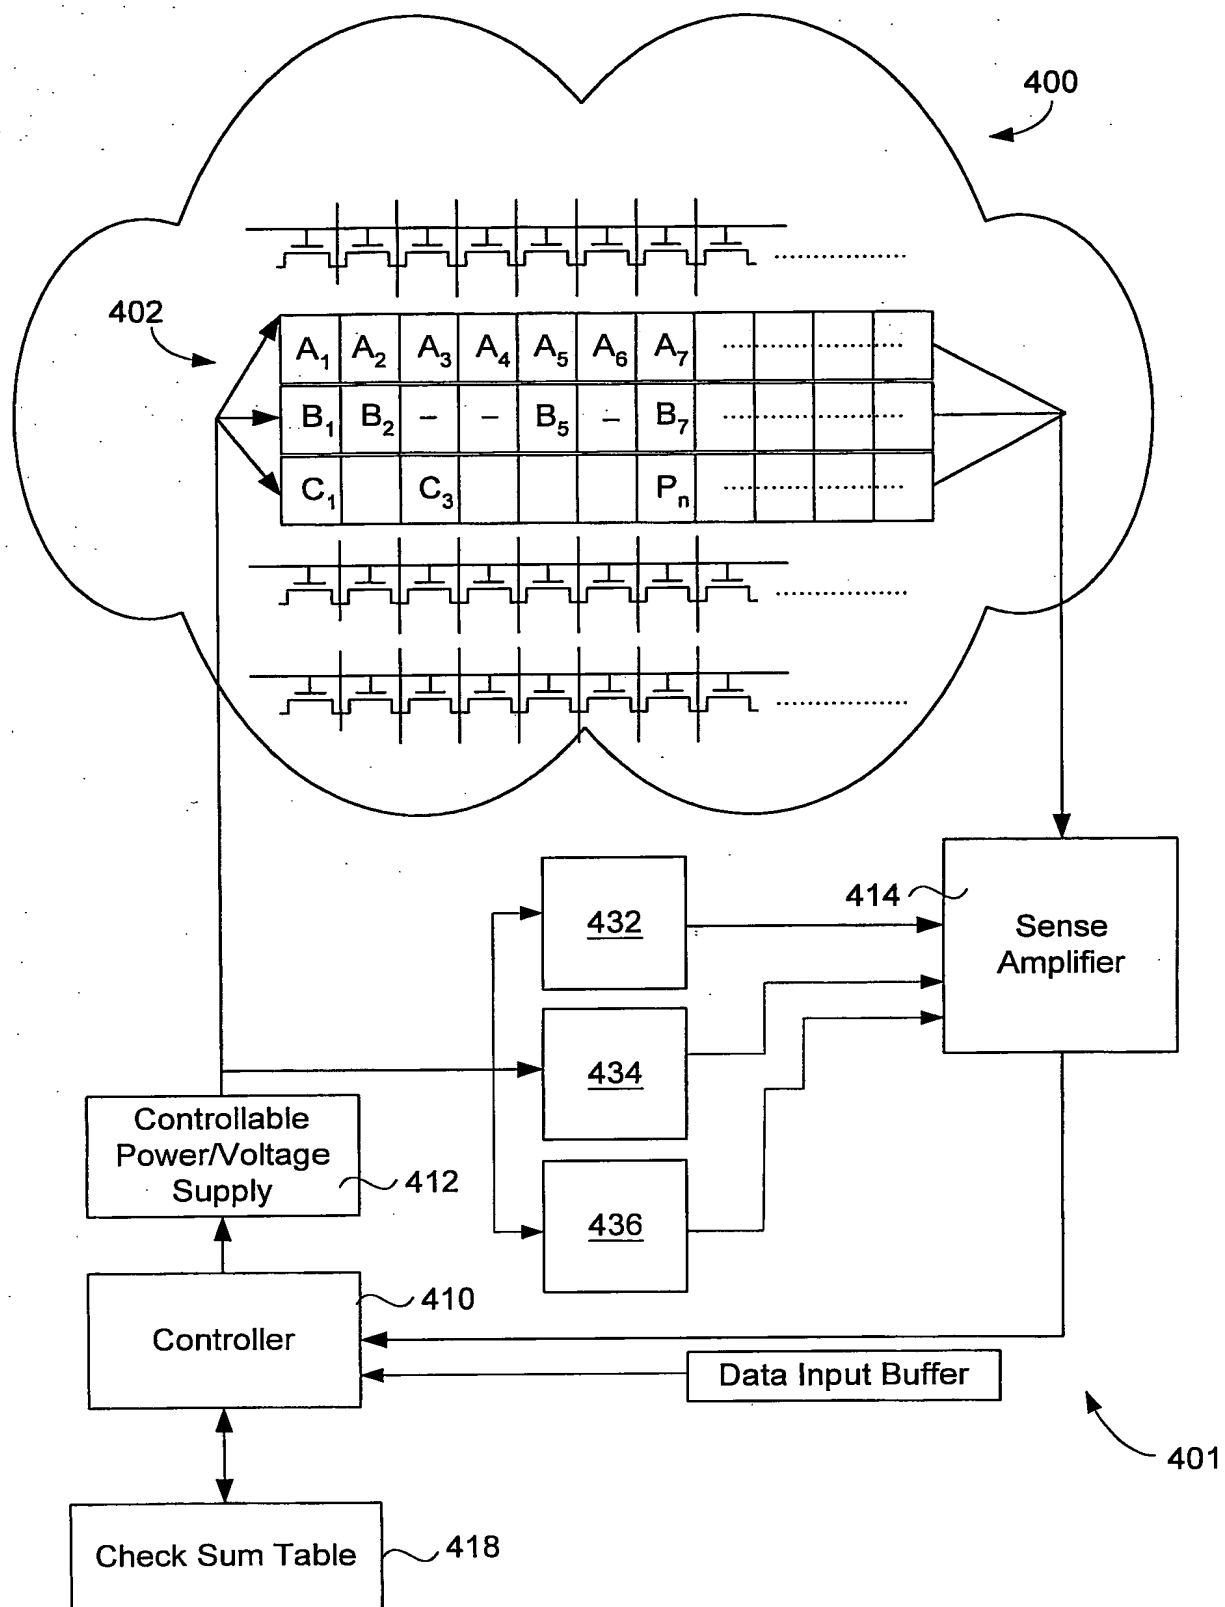 400
402
A1 A2 A3 A4 A5 A6 A7 ....................
B1 B2 – – B5 – B7 ....................
C1 C3 Pn ....................
414
Sense
Amplifier
432
434
436
Controllable
Power/Voltage
Supply
412
410
Controller
Data Input Buffer
401
Check Sum Table
418